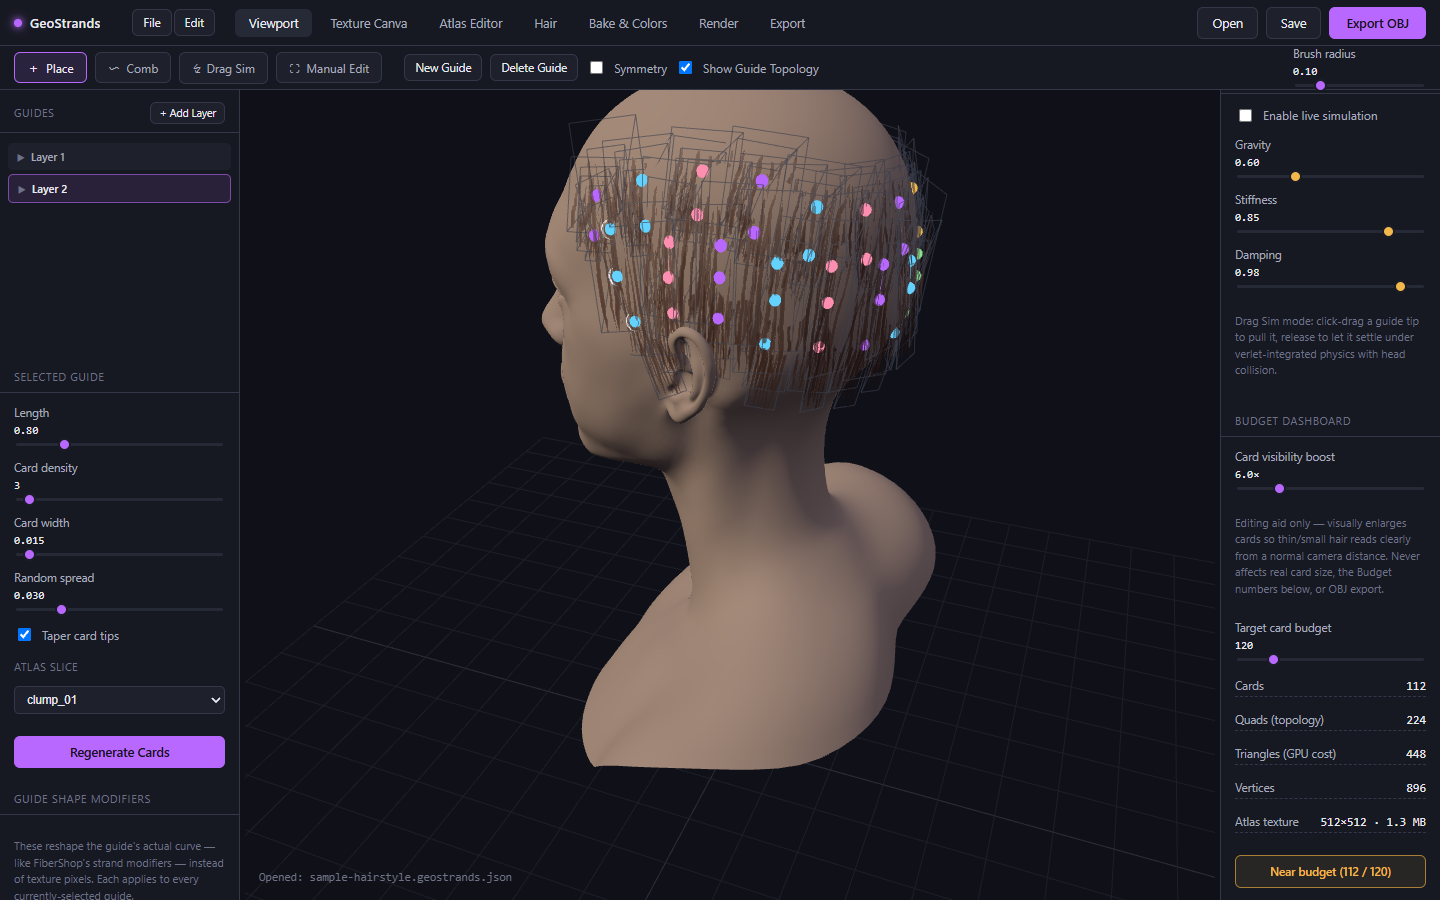 GeoStrands
File
Edit
Viewport
Texture Canva
Atlas Editor
Hair
Bake & Colors
Render
Export
Open
Save
Export OBJ
+ Place
Comb
Drag Sim
Manual Edit
New Guide
Delete Guide
Symmetry
Show Guide Topology
Brush radius
0.10
GUIDES
+ Add Layer
▶ Layer 1
▶ Layer 2
SELECTED GUIDE
Length
0.80
Card density
3
Card width
0.015
Random spread
0.030
Taper card tips
ATLAS SLICE
clump_01
Regenerate Cards
GUIDE SHAPE MODIFIERS
These reshape the guide's actual curve —
like FiberShop's strand modifiers — instead
of texture pixels. Each applies to every
currently-selected guide.
Opened: sample-hairstyle.geostrands.json
Enable live simulation
Gravity
0.60
Stiffness
0.85
Damping
0.98
Drag Sim mode: click-drag a guide tip
to pull it, release to let it settle under
verlet-integrated physics with head
collision.
BUDGET DASHBOARD
Card visibility boost
6.0×
Editing aid only — visually enlarges
cards so thin/small hair reads clearly
from a normal camera distance. Never
affects real card size, the Budget
numbers below, or OBJ export.
Target card budget
120
Cards 112
Quads (topology) 224
Triangles (GPU cost) 448
Vertices 896
Atlas texture 512×512 · 1.3 MB
Near budget (112 / 120)